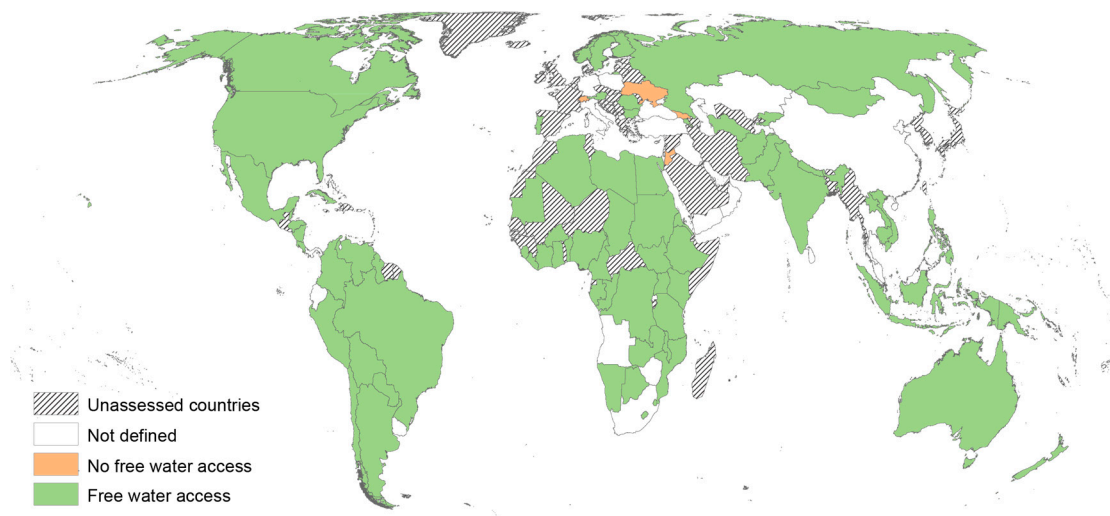 Unassessed countries
Not defined
No free water access
Free water access